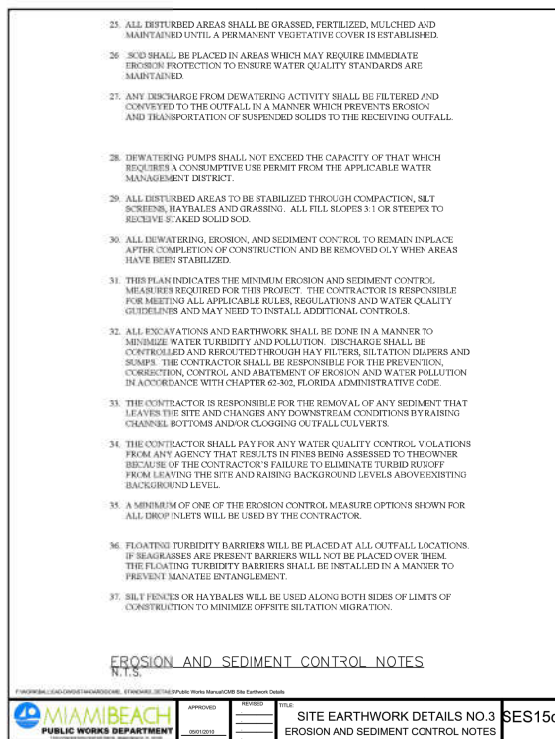 25. ALL DISTURBED AREAS SHALL BE GRASSED, FERTILIZED, MULCHED AND
MAINTAINED UNTIL A PERMANENT VEGETATIVE COVER IS ESTABLISHED.
26 SOD SHALL BE PLACED IN AREAS WHICH MAY REQUIRE IMMEDIATE
EROSION PROTECTION TO ENSURE WATER QUALITY STANDARDS ARE
MAINTAINED.
27. ANY DISCHARGE FROM DEWATERING ACTIVITY SHALL BE FILTERED AND
CONVEYED TO THE OUTFALL IN A MANNER WHICH PREVENTS EROSION
AND TRANSPORTATION OF SUSPENDED SOLIDS TO THE RECEIVING OUTFALL.
28. DEWATERING PUMPS SHALL NOT EXCEED THE CAPACITY OF THAT WHICH
REQUIRES A CONSUMPTIVE USE PERMIT FROM THE APPLICABLE WATER
MANAGEMENT DISTRICT.
29. ALL DISTURBED AREAS TO BE STABILIZED THROUGH COMPACTION, SILT
SCREENS, HAYBALES AND GRASSING. ALL FILL SLOPES 3:1 OR STEEPER TO
RECEIVE STAKED SOLID SOD.
30. ALL DEWATERING, EROSION, AND SEDIMENT CONTROL TO REMAIN INPLACE
AFTER COMPLETION OF CONSTRUCTION AND BE REMOVED OLY WHEN AREAS
HAVE BEEN STABILIZED.
31. THIS PLAN INDICATES THE MINIMUM EROSION AND SEDIMENT CONTROL
MEASURES REQUIRED FOR THIS PROJECT. THE CONTRACTOR IS RESPONSIBLE
FOR MEETING ALL APPLICABLE RULES, REGULATIONS AND WATER QUALITY
GUIDELINES AND MAY NEED TO INSTALL ADDITIONAL CONTROLS.
32. ALL EXCAVATIONS AND EARTHWORK SHALL BE DONE IN A MANNER TO
MINIMIZE WATER TURBIDITY AND POLLUTION. DISCHARGE SHALL BE
CONTROLLED AND REROUTED THROUGH HAY FILTERS, SILTATION DIAPERS AND
SUMPS. THE CONTRACTOR SHALL BE RESPONSIBLE FOR THE PREVENTION,
CORRECTION, CONTROL AND ABATEMENT OF EROSION AND WATER POLLUTION
IN ACCORDANCE WITH CHAPTER 62-302, FLORIDA ADMINISTRATIVE CODE.
33. THE CONTRACTOR IS RESPONSIBLE FOR THE REMOVAL OF ANY SEDIMENT THAT
LEAVES THE SITE AND CHANGES ANY DOWNSTREAM CONDITIONS BYRAISING
CHANNEL BOTTOMS AND/OR CLOGGING OUTFALL CULVERTS.
34. THE CONTRACTOR SHALL PAY FOR ANY WATER QUALITY CONTROL VIOLATIONS
FROM ANY AGENCY THAT RESULTS IN FINES BEING ASSESSED TO THEOWNER
BECAUSE OF THE CONTRACTOR'S FAILURE TO ELIMINATE TURBID RUNOFF
FROM LEAVING THE SITE AND RAISING BACKGROUND LEVELS ABOVEEXISTING
BACKGROUND LEVEL.
35. A MINIMUM OF ONE OF THE EROSION CONTROL MEASURE OPTIONS SHOWN FOR
ALL DROP INLETS WILL BE USED BY THE CONTRACTOR.
36. FLOATING TURBIDITY BARRIERS WILL BE PLACED AT ALL OUTFALL LOCATIONS.
IF SEAGRASSES ARE PRESENT BARRIERS WILL NOT BE PLACED OVER THEM.
THE FLOATING TURBIDITY BARRIERS SHALL BE INSTALLED IN A MANNER TO
PREVENT MANATEE ENTANGLEMENT.
37. SILT FENCES OR HAYBALES WILL BE USED ALONG BOTH SIDES OF LIMITS OF
CONSTRUCTION TO MINIMIZE OFFSITE SILTATION MIGRATION.
EROSION AND SEDIMENT CONTROL NOTES
N.T.S.
Works Manual\CMB Site Earthwork Details
MIAMIBEACH
PUBLIC WORKS DEPARTMENT
APPROVED
05/01/2010
REVISED
TITLE:
SITE EARTHWORK DETAILS NO.3
EROSION AND SEDIMENT CONTROL NOTES
SES15c